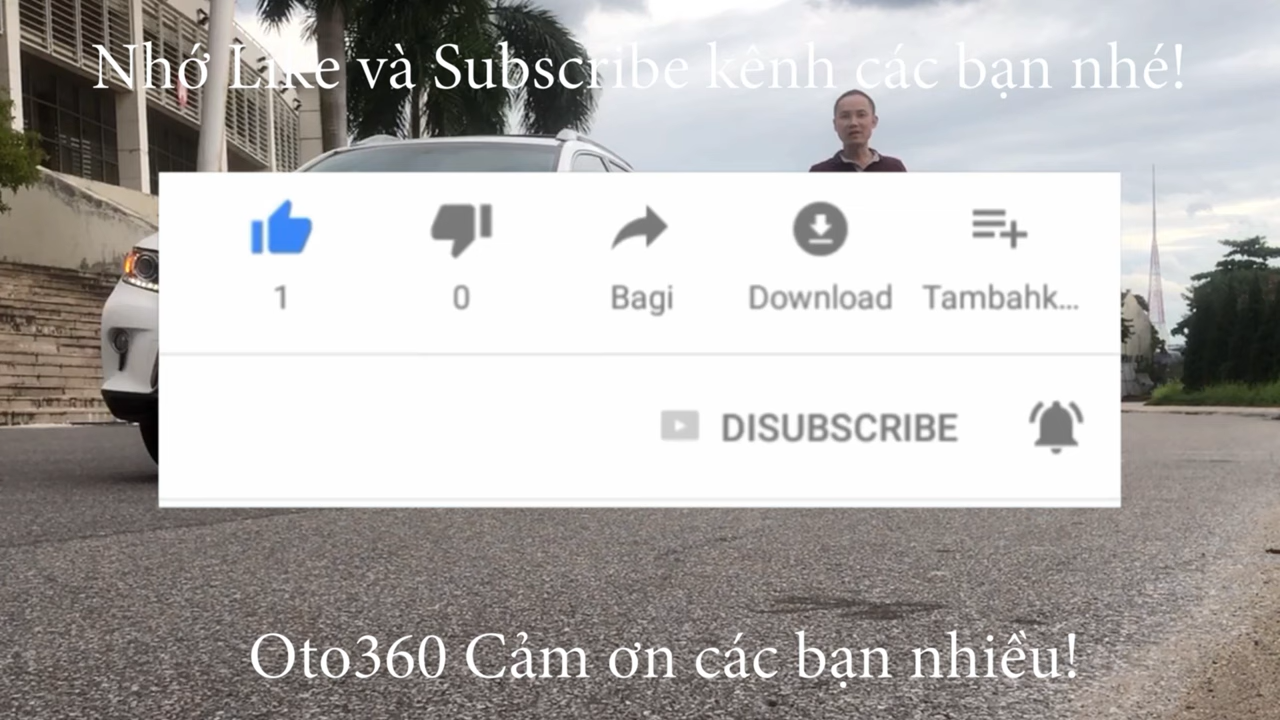 Nhớ Like và Subscribe kênh các bạn nhé!
1 0 Bagi Download Tambahk...
DISUBSCRIBE
Oto360 Cảm ơn các bạn nhiều!